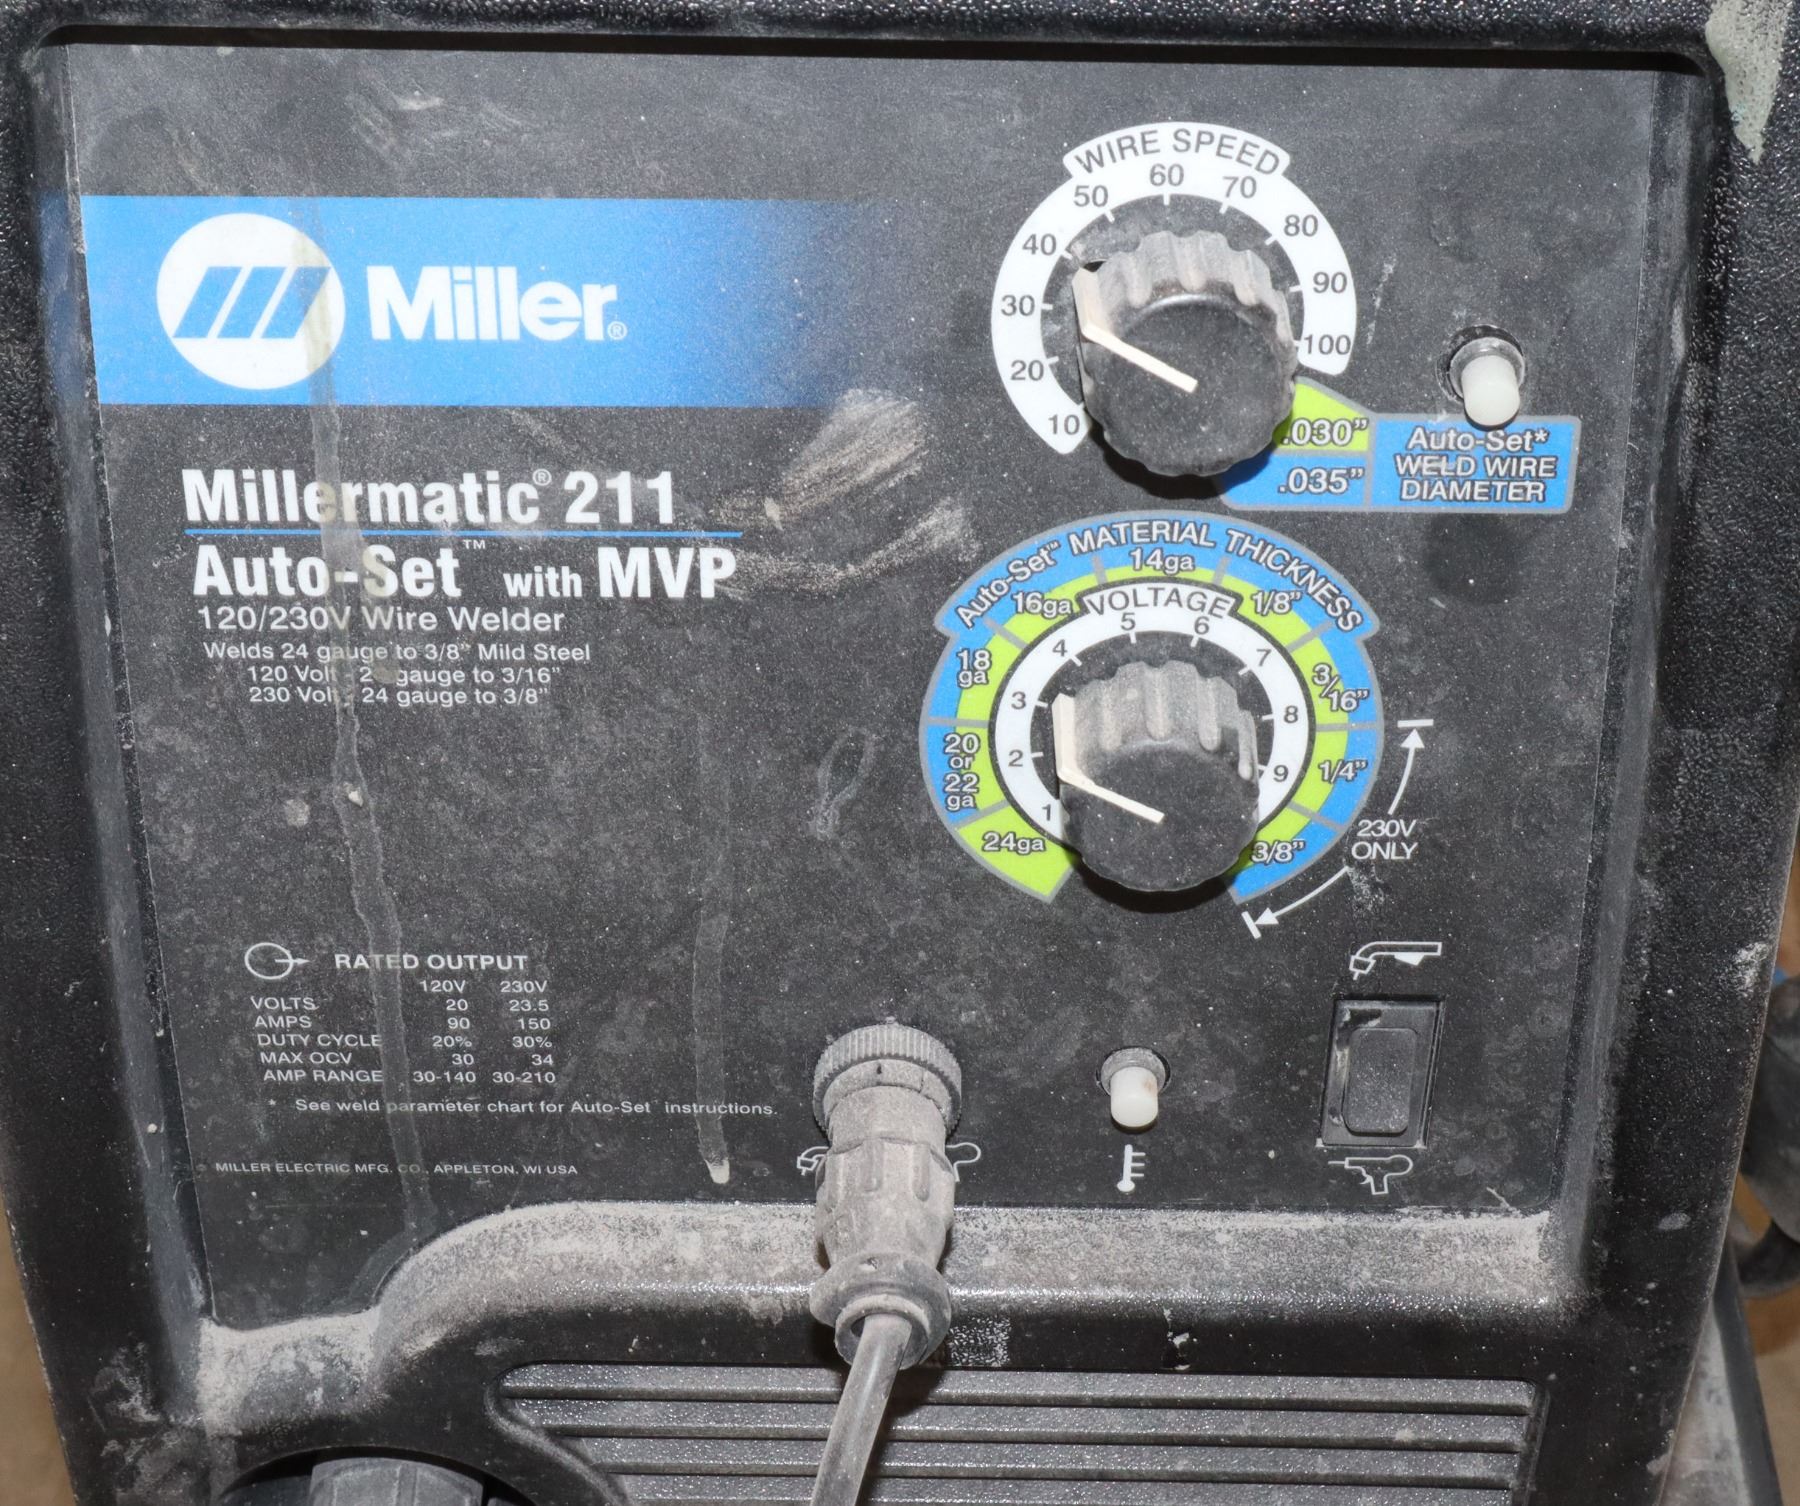 Miller®
Millermatic® 211
Auto-Set™ with MVP
120/230V Wire Welder
Welds 24 gauge to 3/8" Mild Steel
120 Volt - 24 gauge to 3/16"
230 Volt - 24 gauge to 3/8"
WIRE SPEED
10 20 30 40 50 60 70 80 90 100
.030"
.035"
Auto-Set*
WELD WIRE
DIAMETER
Auto-Set™ MATERIAL THICKNESS
24ga
20 or 22 ga
18 ga
16ga
14ga
1/8"
3/16"
1/4"
3/8"
VOLTAGE
1 2 3 4 5 6 7 8 9
230V
ONLY
RATED OUTPUT
120V 230V
VOLTS 20 23.5
AMPS 90 150
DUTY CYCLE 20% 30%
MAX OCV 30 34
AMP RANGE 30-140 30-210
* See weld parameter chart for Auto-Set instructions.
MILLER ELECTRIC MFG. CO., APPLETON, WI USA